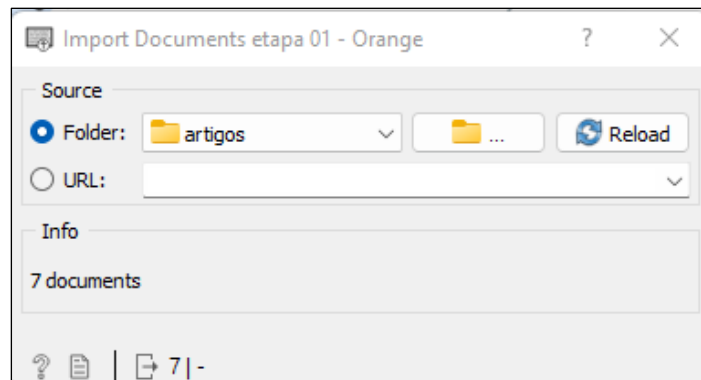 Import Documents etapa 01 - Orange ?
Source
Folder: artigos ... Reload
URL:
Info
7 documents
? 7 | -